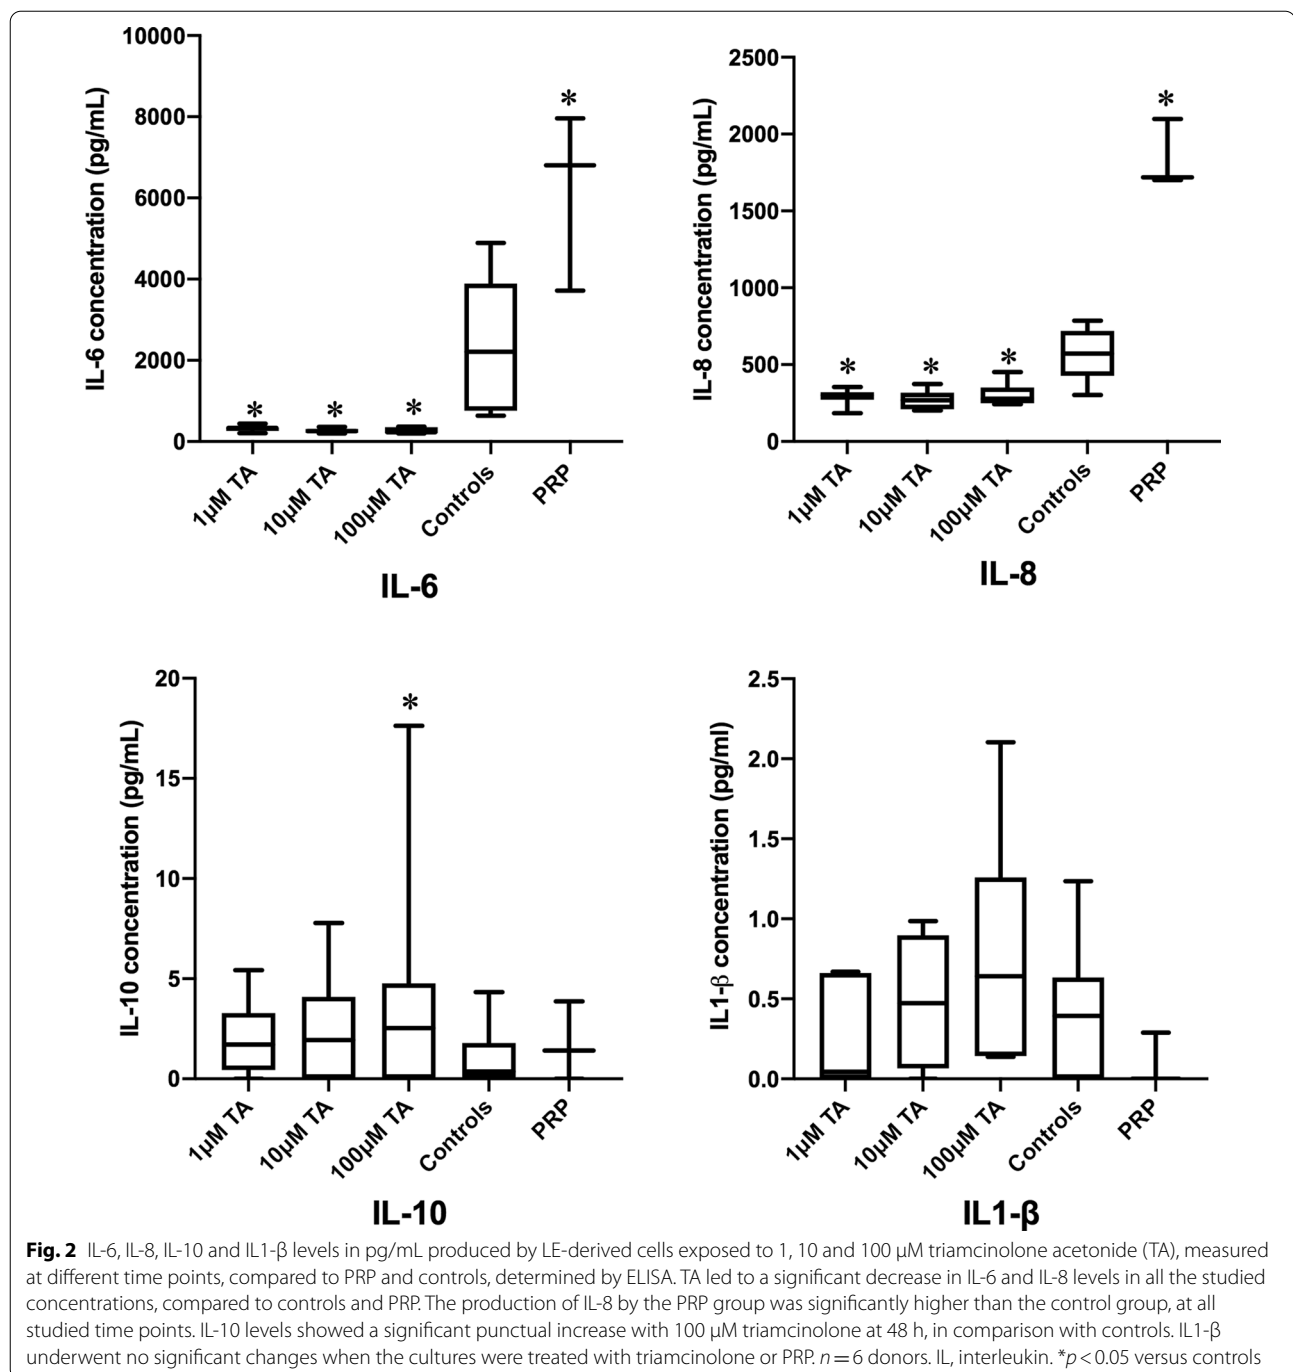 IL-6 concentration (pg/mL)
10000
8000
6000
4000
2000
0
*
*
*
*
1µM TA
10µM TA
100µM TA
Controls
PRP
IL-6
IL-8 concentration (pg/mL)
2500
2000
1500
1000
500
0
*
*
*
*
1µM TA
10µM TA
100µM TA
Controls
PRP
IL-8
IL-10 concentration (pg/mL)
20
15
10
5
0
*
1µM TA
10µM TA
100µM TA
Controls
PRP
IL-10
IL1-β concentration (pg/ml)
2.5
2.0
1.5
1.0
0.5
0.0
1µM TA
10µM TA
100µM TA
Controls
PRP
IL1-β
Fig. 2 IL-6, IL-8, IL-10 and IL1-β levels in pg/mL produced by LE-derived cells exposed to 1, 10 and 100 µM triamcinolone acetonide (TA), measured
at different time points, compared to PRP and controls, determined by ELISA. TA led to a significant decrease in IL-6 and IL-8 levels in all the studied
concentrations, compared to controls and PRP. The production of IL-8 by the PRP group was significantly higher than the control group, at all
studied time points. IL-10 levels showed a significant punctual increase with 100 µM triamcinolone at 48 h, in comparison with controls. IL1-β
underwent no significant changes when the cultures were treated with triamcinolone or PRP. n = 6 donors. IL, interleukin. *p < 0.05 versus controls